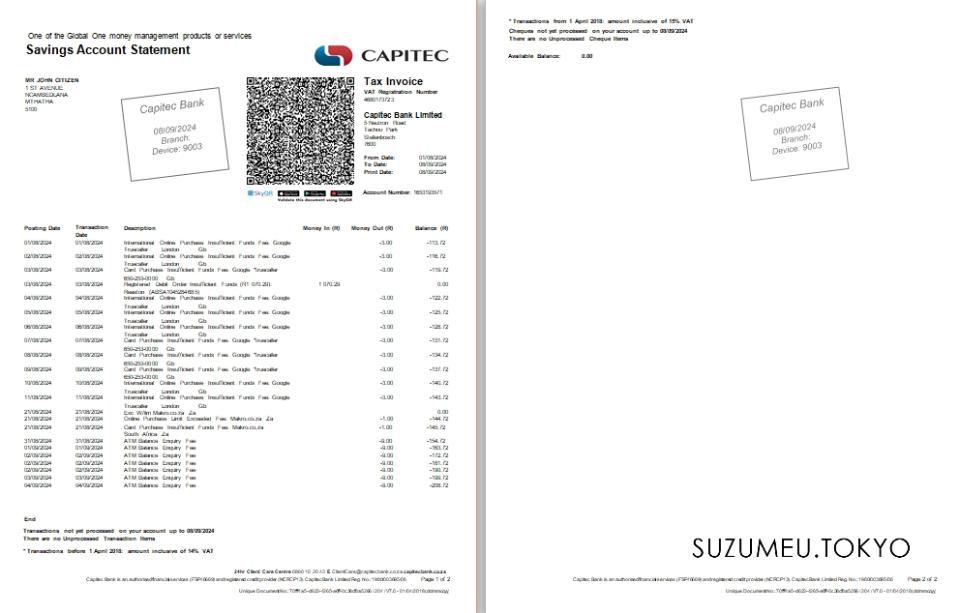 One of the Global One money management products or services
Savings Account Statement
CAPITEC
MR JOHN CITIZEN
1 ST AVENUE
NCAMBEDLANA
MTHATHA
5100
Capitec Bank
08/09/2024
Branch:
Device: 9003
SkyQR
Validate this document using SkyQR
Tax Invoice
VAT Registration Number
Capitec Bank Limited
5 Neutron Road
Techno Park
Stellenbosch
7600
From Date: 01/08/2024
To Date: 08/09/2024
Print Date: 08/09/2024
Account Number:
Posting Date Transaction Date Description Money In (R) Money Out (R) Balance (R)
01/08/2024 01/08/2024 International Online Purchase Insufficient Funds Fee. Google -3.00 -113.72
Truecaller London Gb
02/08/2024 02/08/2024 International Online Purchase Insufficient Funds Fee. Google -3.00 -116.72
Truecaller London Gb
03/08/2024 03/08/2024 Card Purchase Insufficient Funds Fee. Google *truecaller -3.00 -119.72
650-253-0000 Gb
03/08/2024 03/08/2024 Registered Debit Order Insufficient Funds (R1 070.29). 1 070.29 0.00
04/08/2024 04/08/2024 International Online Purchase Insufficient Funds Fee. Google -3.00 -122.72
Truecaller London Gb
05/08/2024 05/08/2024 International Online Purchase Insufficient Funds Fee. Google -3.00 -125.72
Truecaller London Gb
06/08/2024 06/08/2024 International Online Purchase Insufficient Funds Fee. Google -3.00 -128.72
Truecaller London Gb
07/08/2024 07/08/2024 Card Purchase Insufficient Funds Fee. Google *truecaller -3.00 -131.72
650-253-0000 Gb
08/08/2024 08/08/2024 Card Purchase Insufficient Funds Fee. Google *truecaller -3.00 -134.72
650-253-0000 Gb
09/08/2024 09/08/2024 Card Purchase Insufficient Funds Fee. Google *truecaller -3.00 -137.72
650-253-0000 Gb
10/08/2024 10/08/2024 International Online Purchase Insufficient Funds Fee. Google -3.00 -140.72
Truecaller London Gb
11/08/2024 11/08/2024 International Online Purchase Insufficient Funds Fee. Google -3.00 -143.72
Truecaller London Gb
21/08/2024 21/08/2024 Makro.co.za Za 0.00
21/08/2024 21/08/2024 Online Purchase Limit Exceeded Fee. Makro.co.za Za -1.00 -144.72
21/08/2024 21/08/2024 Card Purchase Insufficient Funds Fee. Makro.co.za -1.00 -145.72
South Africa Za
31/08/2024 31/08/2024 ATM Balance Enquiry Fee -9.00 -154.72
01/09/2024 01/09/2024 ATM Balance Enquiry Fee -9.00 -163.72
02/09/2024 02/09/2024 ATM Balance Enquiry Fee -9.00 -172.72
02/09/2024 02/09/2024 ATM Balance Enquiry Fee -9.00 -181.72
02/09/2024 02/09/2024 ATM Balance Enquiry Fee -9.00 -190.72
03/09/2024 03/09/2024 ATM Balance Enquiry Fee -9.00 -199.72
04/09/2024 04/09/2024 ATM Balance Enquiry Fee -9.00 -208.72
End
Transactions not yet processed on your account up to 08/09/2024
There are no Unprocessed Transaction Items
* Transactions before 1 April 2018: amount inclusive of 14% VAT
24hr Client Care Centre 0860 10 20 43 E ClientCare@capitecbank.co.za capitecbank.co.za
Capitec Bank is an authorised financial services (FSP46669) and registered credit provider (NCRCP13). Capitec Bank Limited Reg. No.: Page 1 of 2
Unique Document No.:
* Transactions from 1 April 2018: amount inclusive of 15% VAT
Cheques not yet processed on your account up to 08/09/2024
There are no Unprocessed Cheque Items
Available Balance: 0.00
Capitec Bank
08/09/2024
Branch:
Device: 9003
SUZUMEU.TOKYO
Capitec Bank is an authorised financial services (FSP46669) and registered credit provider (NCRCP13). Capitec Bank Limited Reg. No.: Page 2 of 2
Unique Document No.: